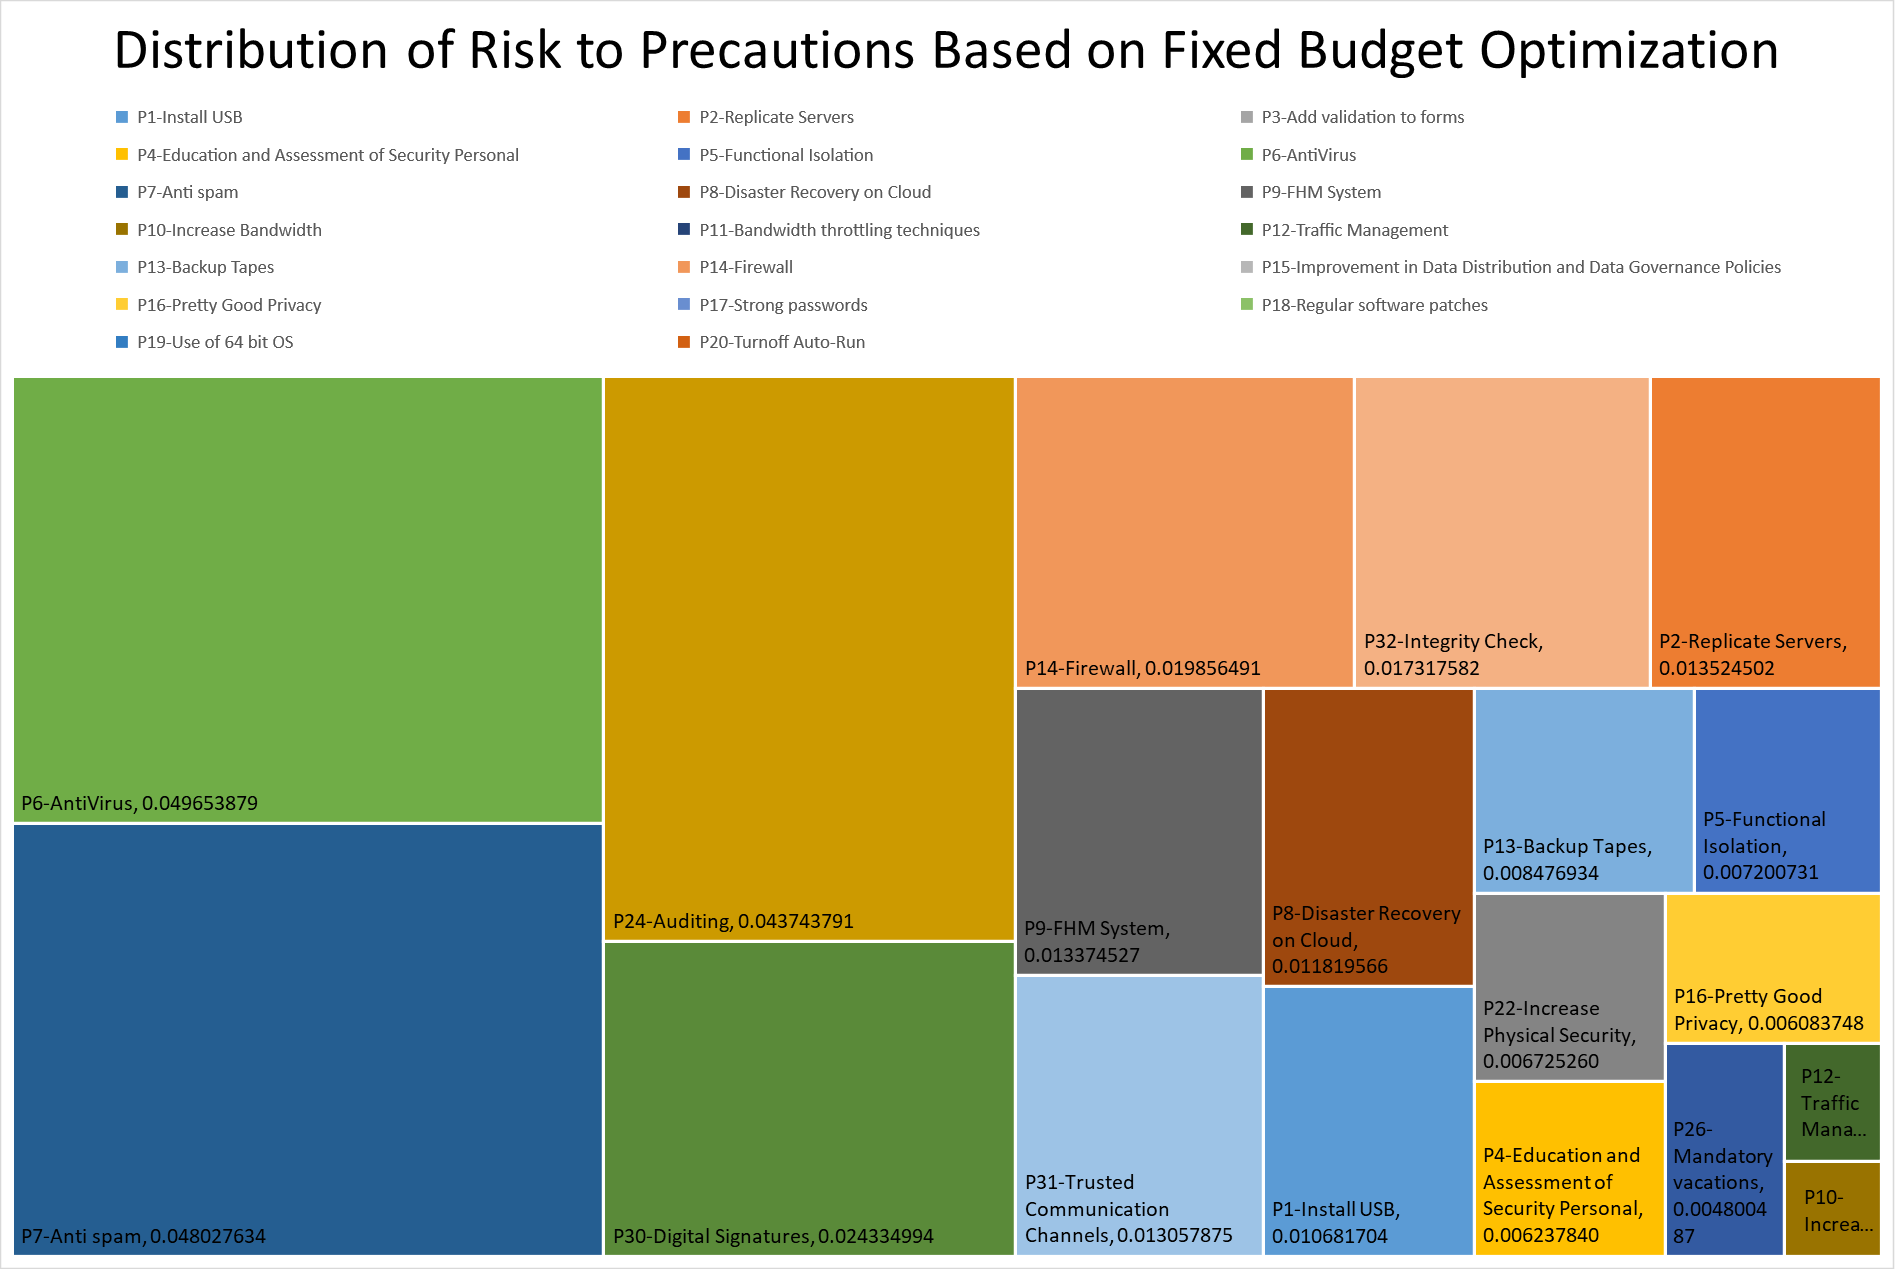 Distribution of Risk to Precautions Based on Fixed Budget Optimization
P1-Install USB
P2-Replicate Servers
P3-Add validation to forms
P4-Education and Assessment of Security Personal
P5-Functional Isolation
P6-AntiVirus
P7-Anti spam
P8-Disaster Recovery on Cloud
P9-FHM System
P10-Increase Bandwidth
P11-Bandwidth throttling techniques
P12-Traffic Management
P13-Backup Tapes
P14-Firewall
P15-Improvement in Data Distribution and Data Governance Policies
P16-Pretty Good Privacy
P17-Strong passwords
P18-Regular software patches
P19-Use of 64 bit OS
P20-Turnoff Auto-Run
P6-AntiVirus, 0.049653879
P7-Anti spam, 0.048027634
P24-Auditing, 0.043743791
P30-Digital Signatures, 0.024334994
P14-Firewall, 0.019856491
P32-Integrity Check,
0.017317582
P2-Replicate Servers,
0.013524502
P9-FHM System,
0.013374527
P31-Trusted
Communication
Channels, 0.013057875
P8-Disaster Recovery
on Cloud,
0.011819566
P1-Install USB,
0.010681704
P13-Backup Tapes,
0.008476934
P5-Functional
Isolation,
0.007200731
P22-Increase
Physical Security,
0.006725260
P4-Education and
Assessment of
Security Personal,
0.006237840
P16-Pretty Good
Privacy, 0.006083748
P26-
Mandatory
vacations,
0.0048004
87
P12-
Traffic
Mana...
P10-
Increa...